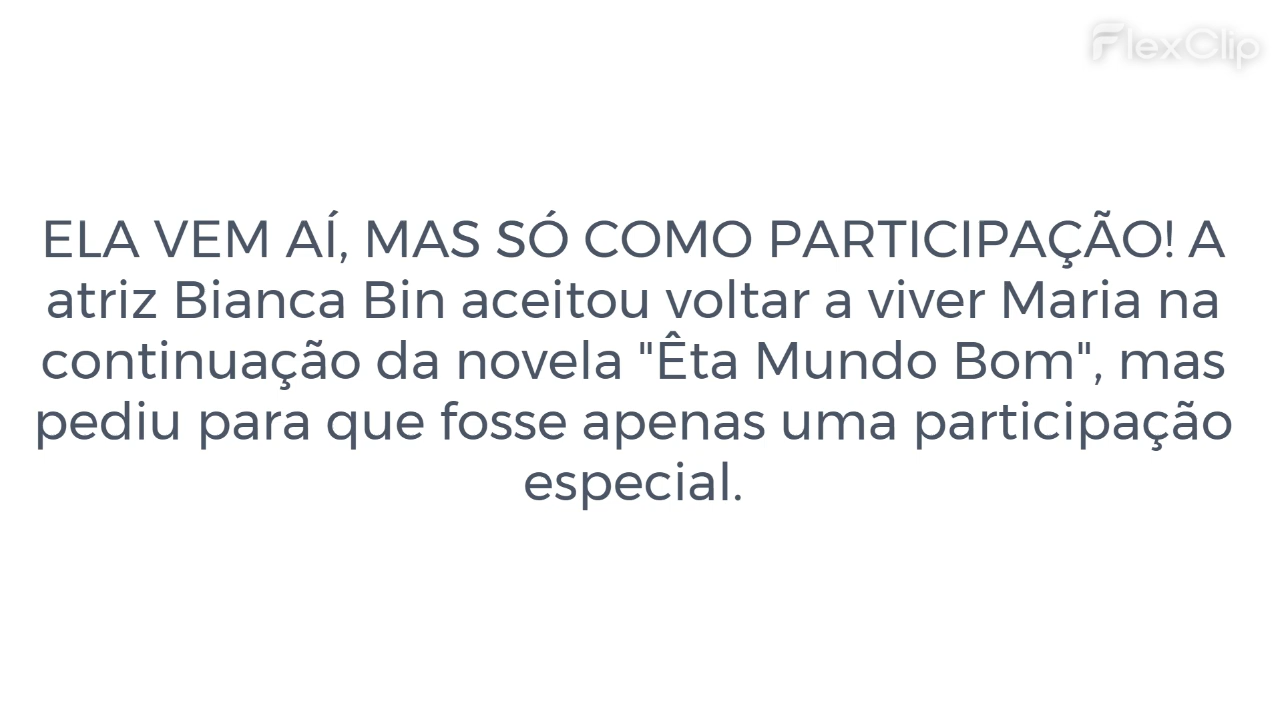 FlexClip
ELA VEM AÍ, MAS SÓ COMO PARTICIPAÇÃO! A
atriz Bianca Bin aceitou voltar a viver Maria na
continuação da novela "Êta Mundo Bom", mas
pediu para que fosse apenas uma participação
especial.